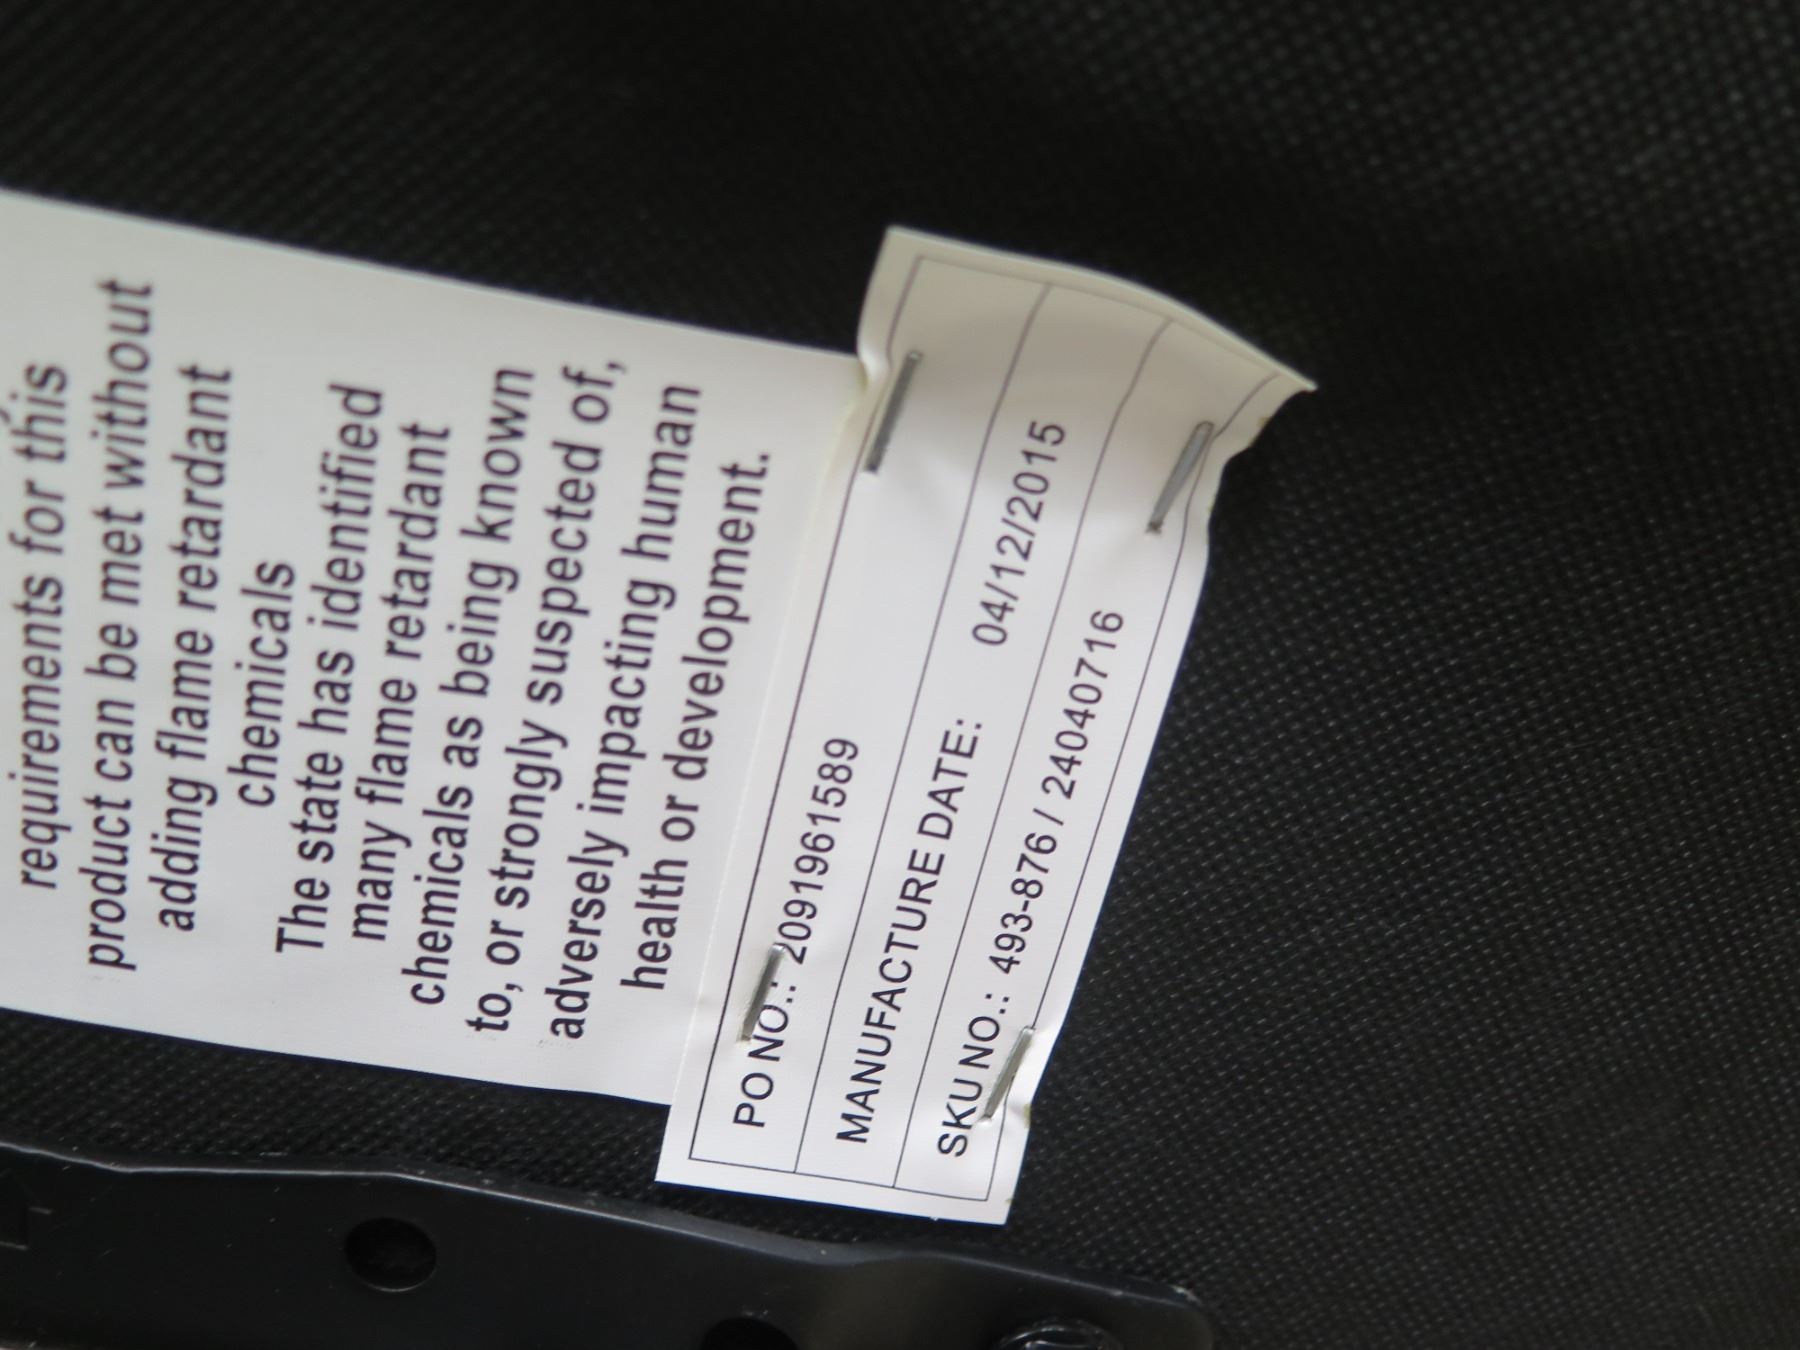 requirements for this
product can be met without
adding flame retardant
chemicals
The state has identified
many flame retardant
chemicals as being known
to, or strongly suspected of,
adversely impacting human
health or development.
PO NO.: 2091961589
MANUFACTURE DATE: 04/12/2015
SKU NO.: 493-876 / 24040716